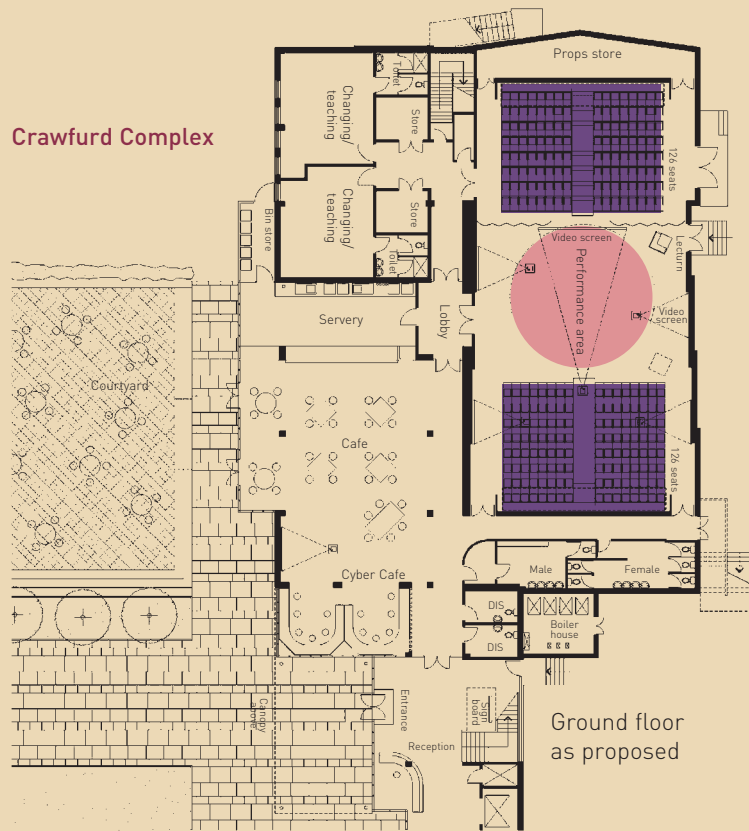 Crawfurd Complex
Props store
Toilet
Changing/
teaching
Store
126 seats
Changing/
teaching
Store
Toilet
Bin store
Video screen
Performance area
Lecturn
Video
screen
Servery
Lobby
Courtyard
Cafe
126 seats
Cyber Cafe
Male
Female
DIS
DIS
Boiler
house
Canopy
above
Entrance
Sign
board
Reception
Ground floor
as proposed